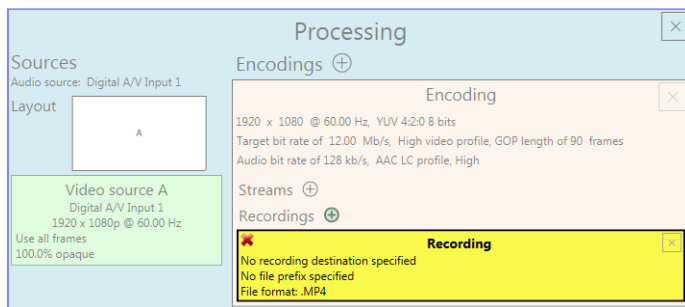 Processing
Sources
Audio source: Digital A/V Input 1
Layout
A
Video source A
Digital A/V Input 1
1920 x 1080p @ 60.00 Hz
Use all frames
100.0% opaque
Encodings
Encoding
1920 x 1080 @ 60.00 Hz, YUV 4:2:0 8 bits
Target bit rate of 12.00 Mb/s, High video profile, GOP length of 90 frames
Audio bit rate of 128 kb/s, AAC LC profile, High
Streams
Recordings
Recording
No recording destination specified
No file prefix specified
File format: .MP4